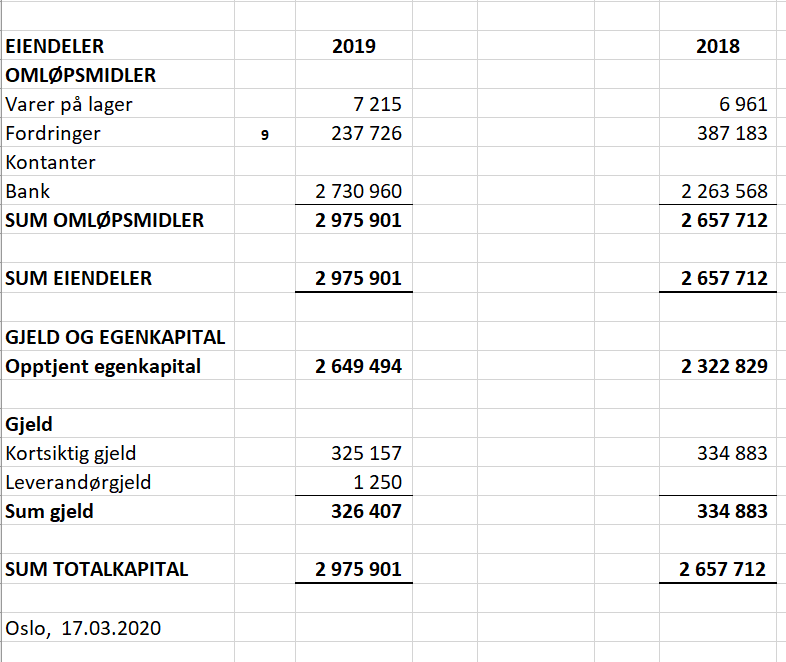 EIENDELER 2019 2018
OMLØPSMIDLER
Varer på lager 7 215 6 961
Fordringer 9 237 726 387 183
Kontanter
Bank 2 730 960 2 263 568
SUM OMLØPSMIDLER 2 975 901 2 657 712
SUM EIENDELER 2 975 901 2 657 712
GJELD OG EGENKAPITAL
Opptjent egenkapital 2 649 494 2 322 829
Gjeld
Kortsiktig gjeld 325 157 334 883
Leverandørgjeld 1 250
Sum gjeld 326 407 334 883
SUM TOTALKAPITAL 2 975 901 2 657 712
Oslo, 17.03.2020